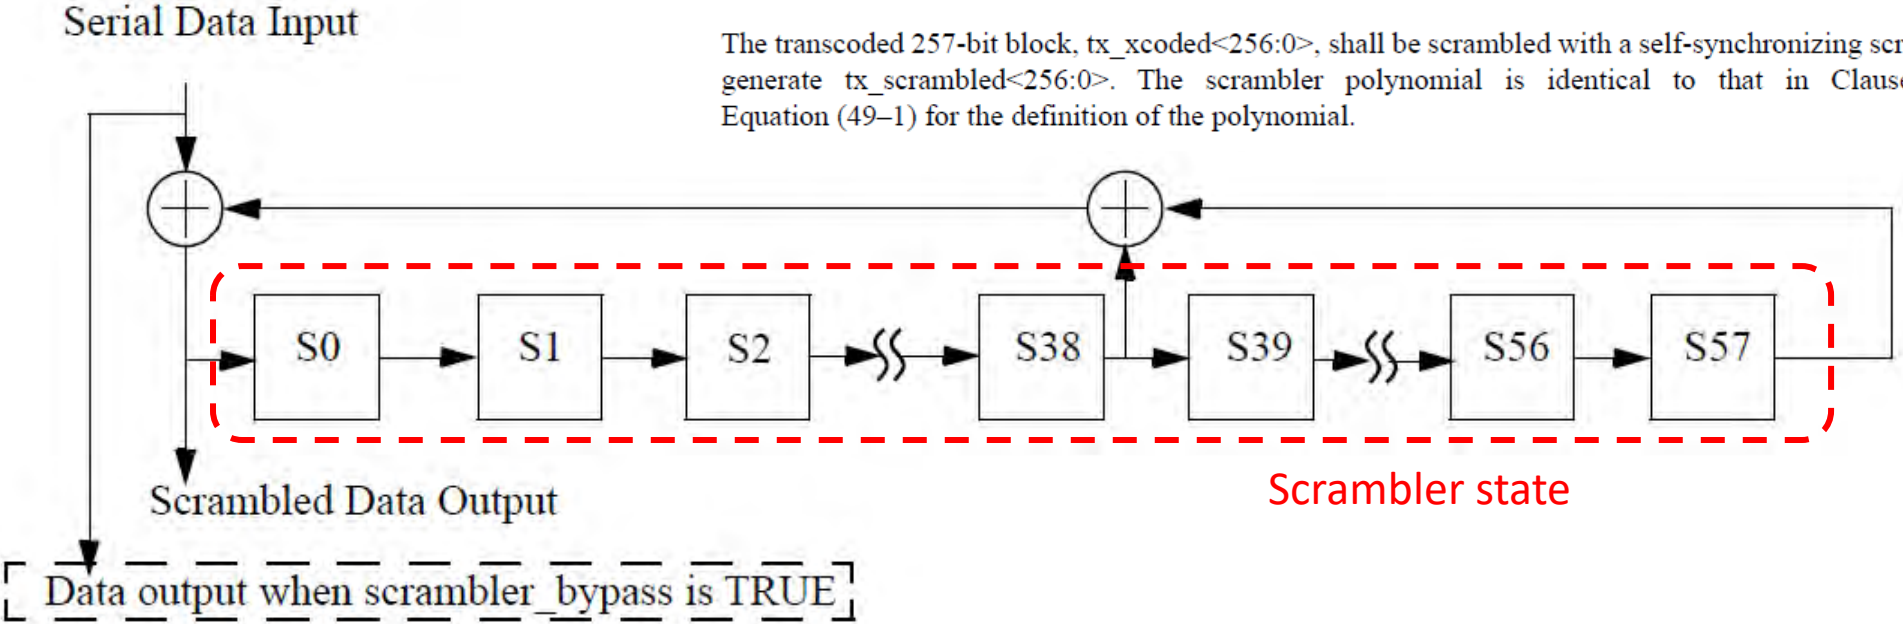 Serial Data Input
The transcoded 257-bit block, tx_xcoded<256:0>, shall be scrambled with a self-synchronizing
generate tx_scrambled<256:0>. The scrambler polynomial is identical to that in
Equation (49–1) for the definition of the polynomial.
S0 S1 S2 S38 S39 S56 S57
Scrambler state
Scrambled Data Output
Data output when scrambler_bypass is TRUE